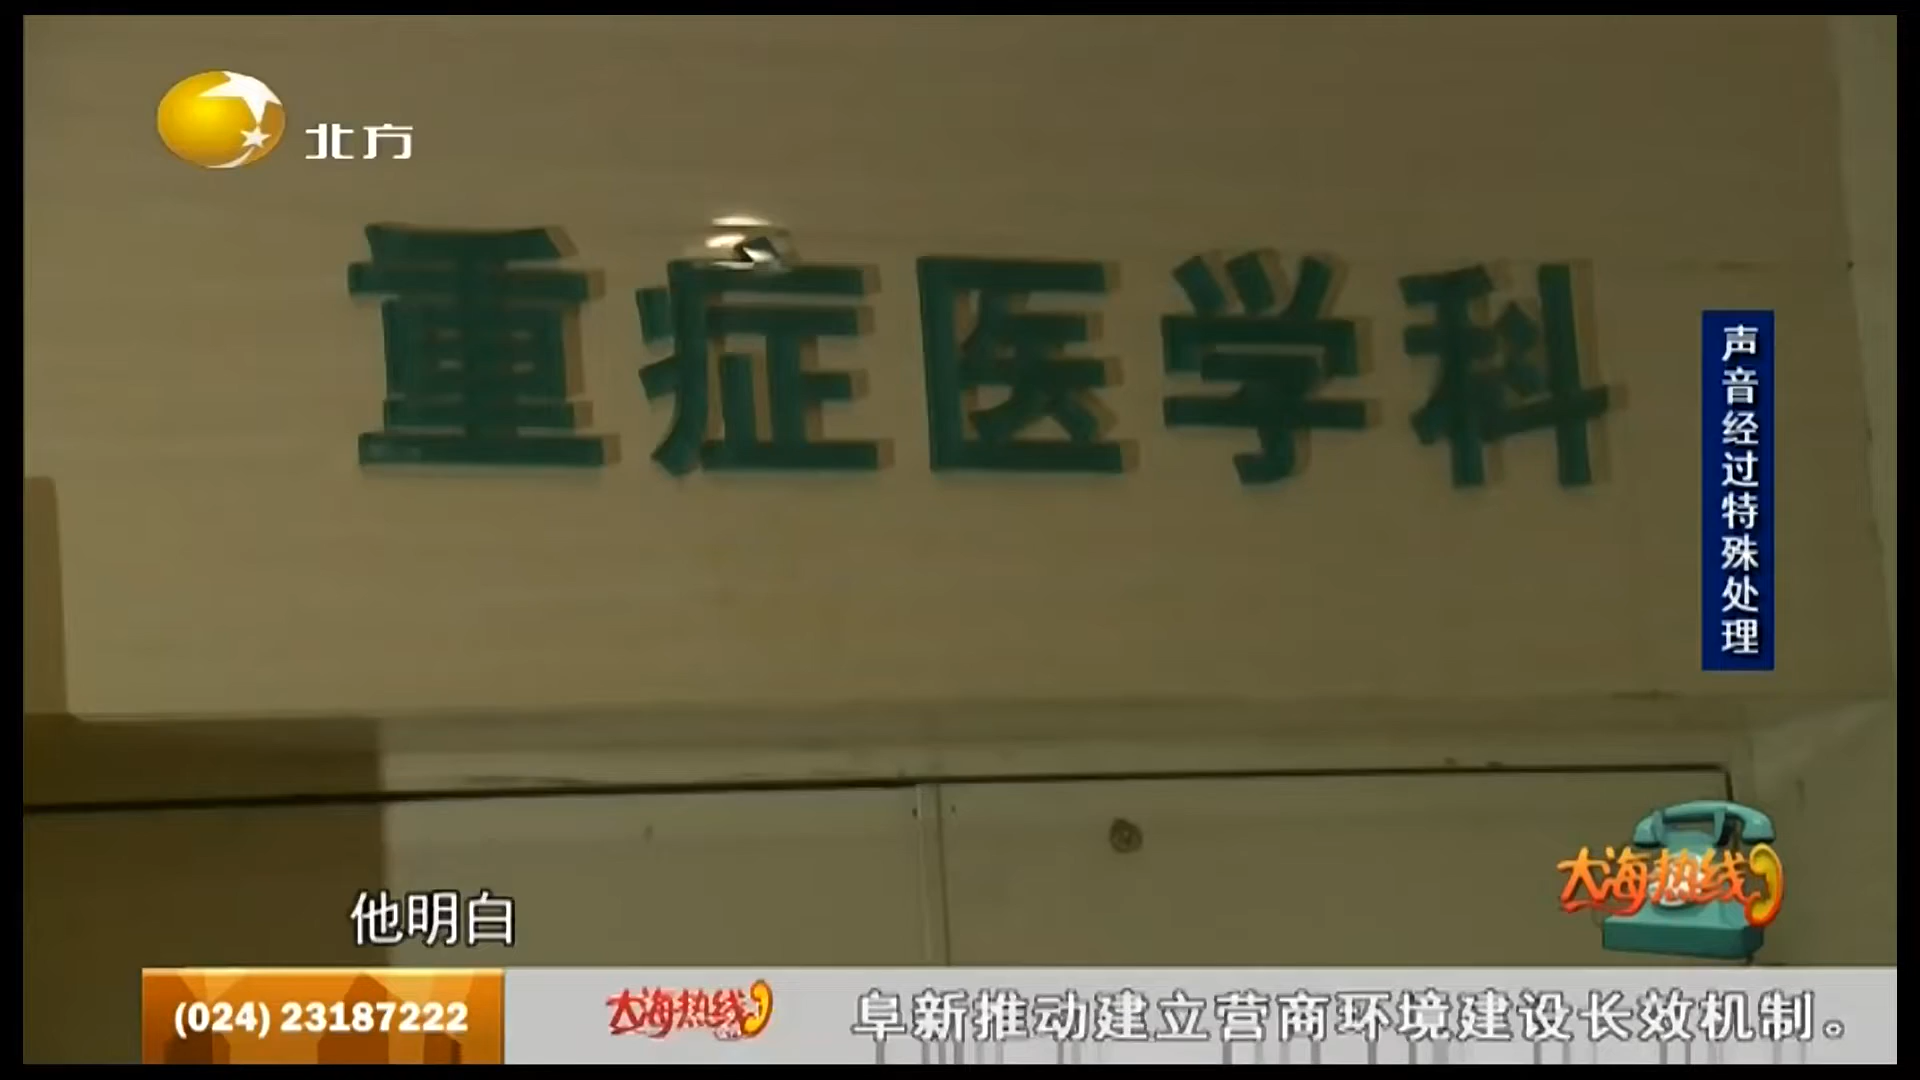 北方
重症医学科
声音经过特殊处理
大海热线
他明白
(024) 23187222
大海热线
阜新推动建立营商环境建设长效机制。